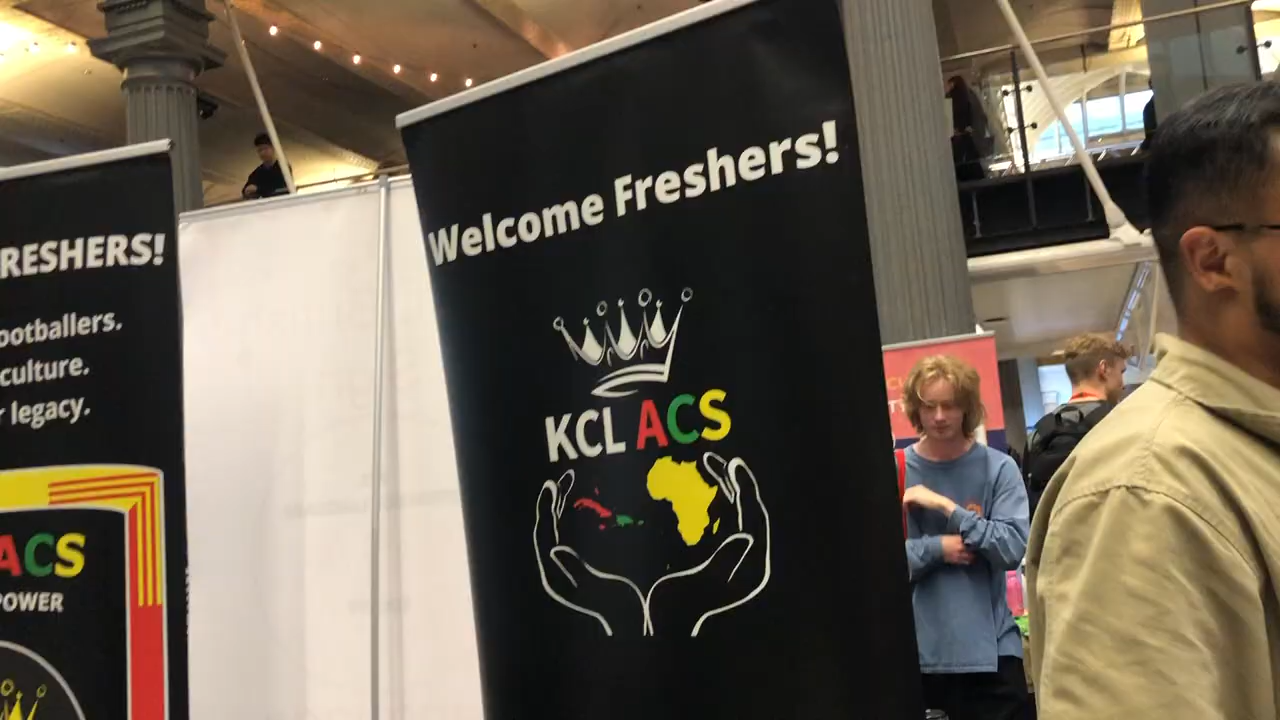 RESHERS!
ootballers.
culture.
r legacy.
ACS
POWER
Welcome Freshers!
KCL ACS